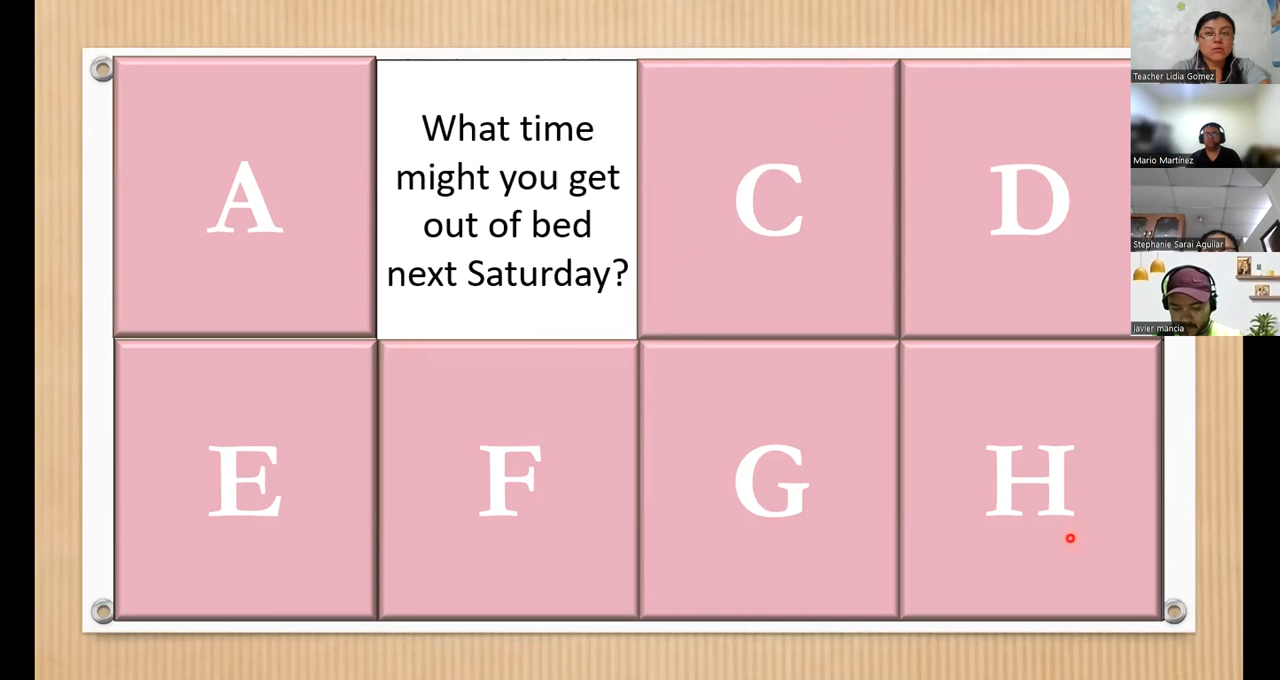 A
What time
might you get
out of bed
next Saturday?
C
D
E
F
G
H
Teacher Lidia Gomez
Mario Martínez
Stephanie Sarai Aguilar
javier mancia